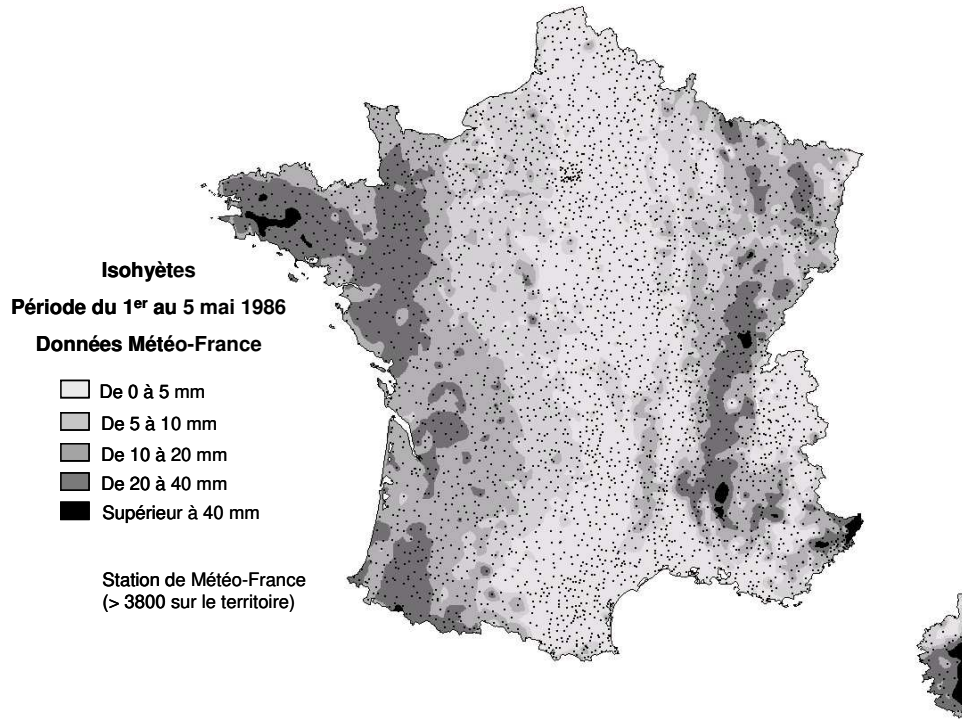 Isohyètes
Période du 1er au 5 mai 1986
Données Météo-France
De 0 à 5 mm
De 5 à 10 mm
De 10 à 20 mm
De 20 à 40 mm
Supérieur à 40 mm
Station de Météo-France
(> 3800 sur le territoire)